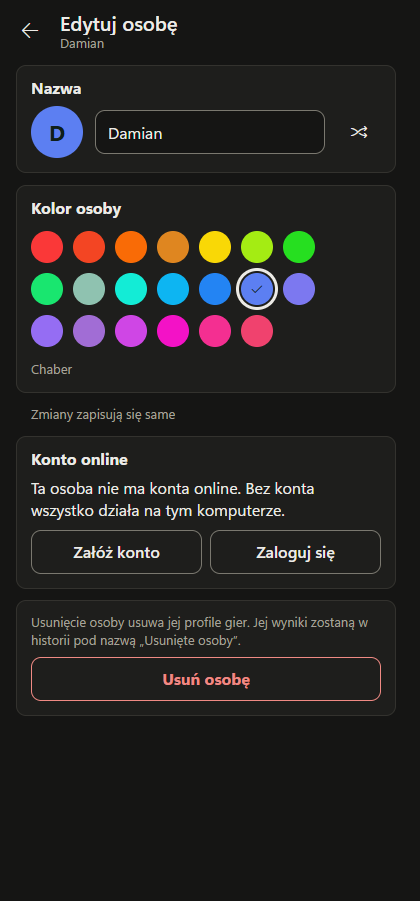 Edytuj osobę
Damian
Nazwa
D
Damian
Kolor osoby
Chaber
Zmiany zapisują się same
Konto online
Ta osoba nie ma konta online. Bez konta
wszystko działa na tym komputerze.
Załóż konto
Zaloguj się
Usunięcie osoby usuwa jej profile gier. Jej wyniki zostaną w
historii pod nazwą „Usunięte osoby”.
Usuń osobę